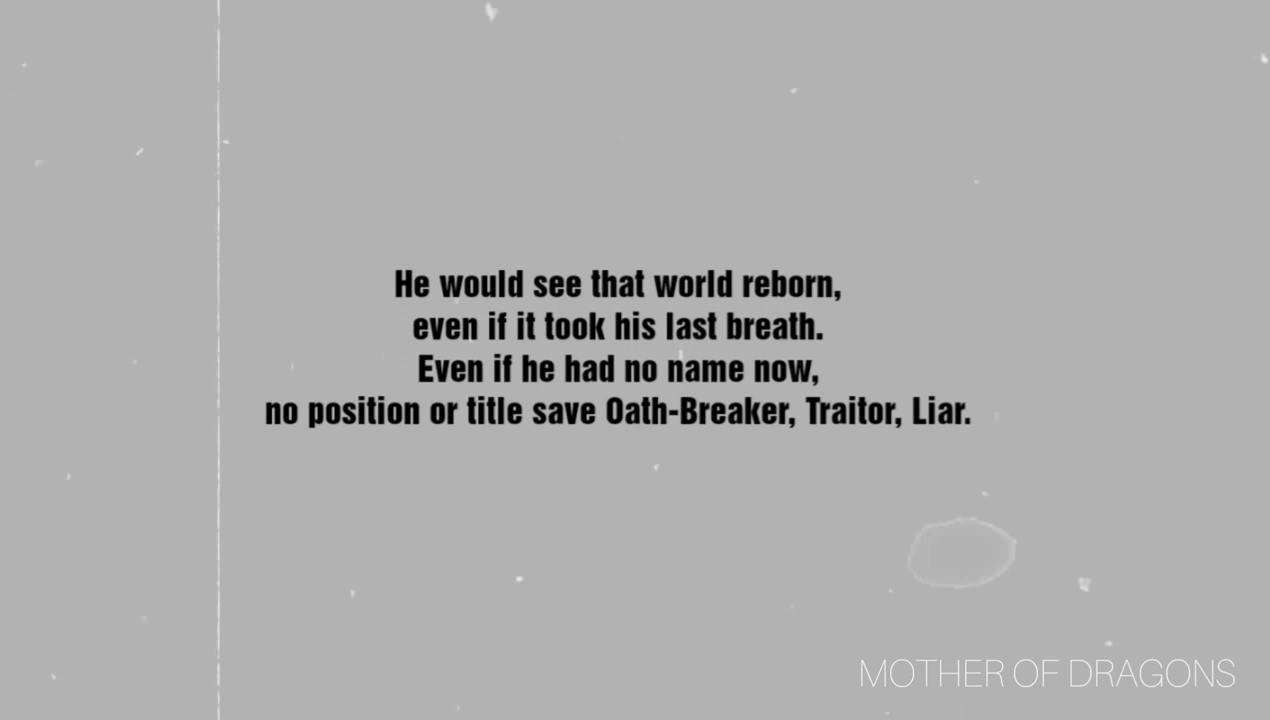 He would see that world reborn,
even if it took his last breath.
Even if he had no name now,
no position or title save Oath-Breaker, Traitor, Liar.
MOTHER OF DRAGONS